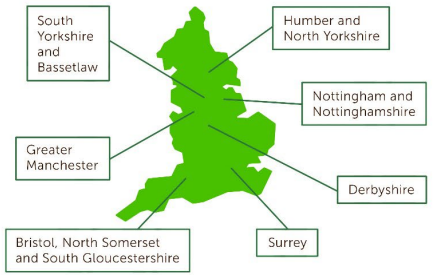 South
Yorkshire
and
Bassetlaw
Humber and
North Yorkshire
Nottingham and
Nottinghamshire
Greater
Manchester
Derbyshire
Bristol, North Somerset
and South Gloucestershire
Surrey